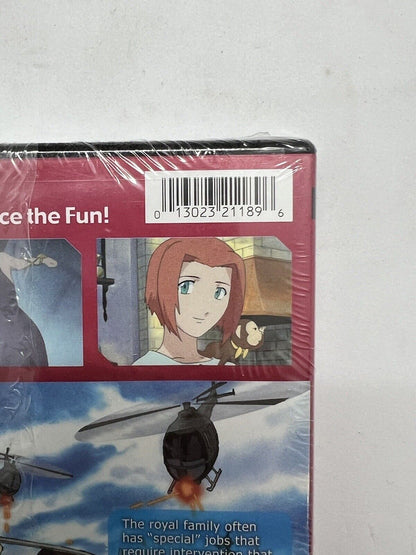 0 13023 21189 6
ce the Fun!
The royal family often
has "special" jobs that
require intervention that